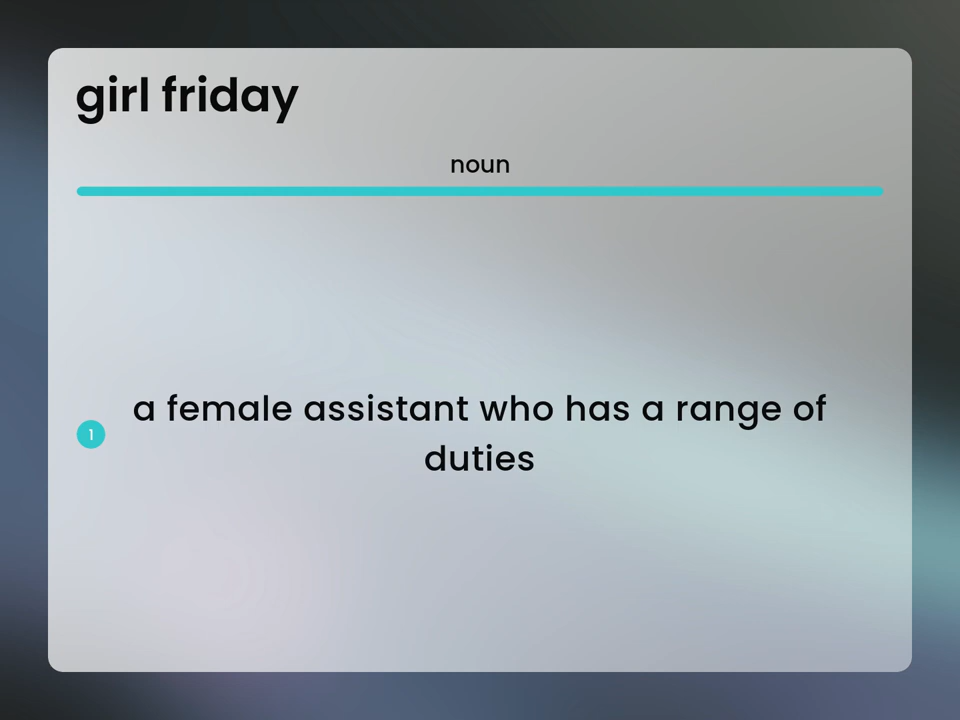 girl friday
noun
a female assistant who has a range of
1
duties